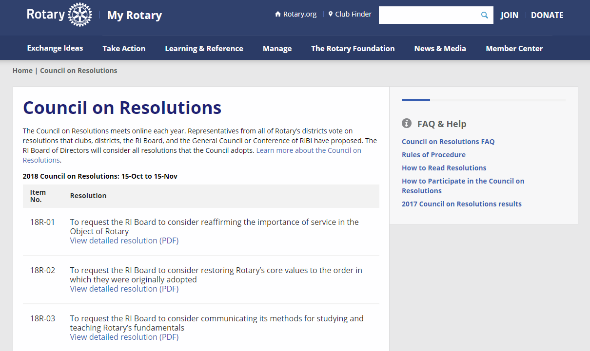 Rotary | My Rotary
Rotary.org | Club Finder
JOIN DONATE
Exchange Ideas Take Action Learning & Reference Manage The Rotary Foundation News & Media Member Center
Home | Council on Resolutions
Council on Resolutions
The Council on Resolutions meets online each year. Representatives from all of Rotary's districts vote on
resolutions that clubs, districts, the RI Board, and the General Council or Conference of RIBI have proposed. The
RI Board of Directors will consider all resolutions that the Council adopts. Learn more about the Council on
Resolutions.
2018 Council on Resolutions: 15-Oct to 15-Nov
Item
No.
Resolution
18R-01 To request the RI Board to consider reaffirming the importance of service in the
Object of Rotary
View detailed resolution (PDF)
18R-02 To request the RI Board to consider restoring Rotary's core values to the order in
which they were originally adopted
View detailed resolution (PDF)
18R-03 To request the RI Board to consider communicating its methods for studying and
teaching Rotary's fundamentals
View detailed resolution (PDF)
FAQ & Help
Council on Resolutions FAQ
Rules of Procedure
How to Read Resolutions
How to Participate in the Council on
Resolutions
2017 Council on Resolutions results